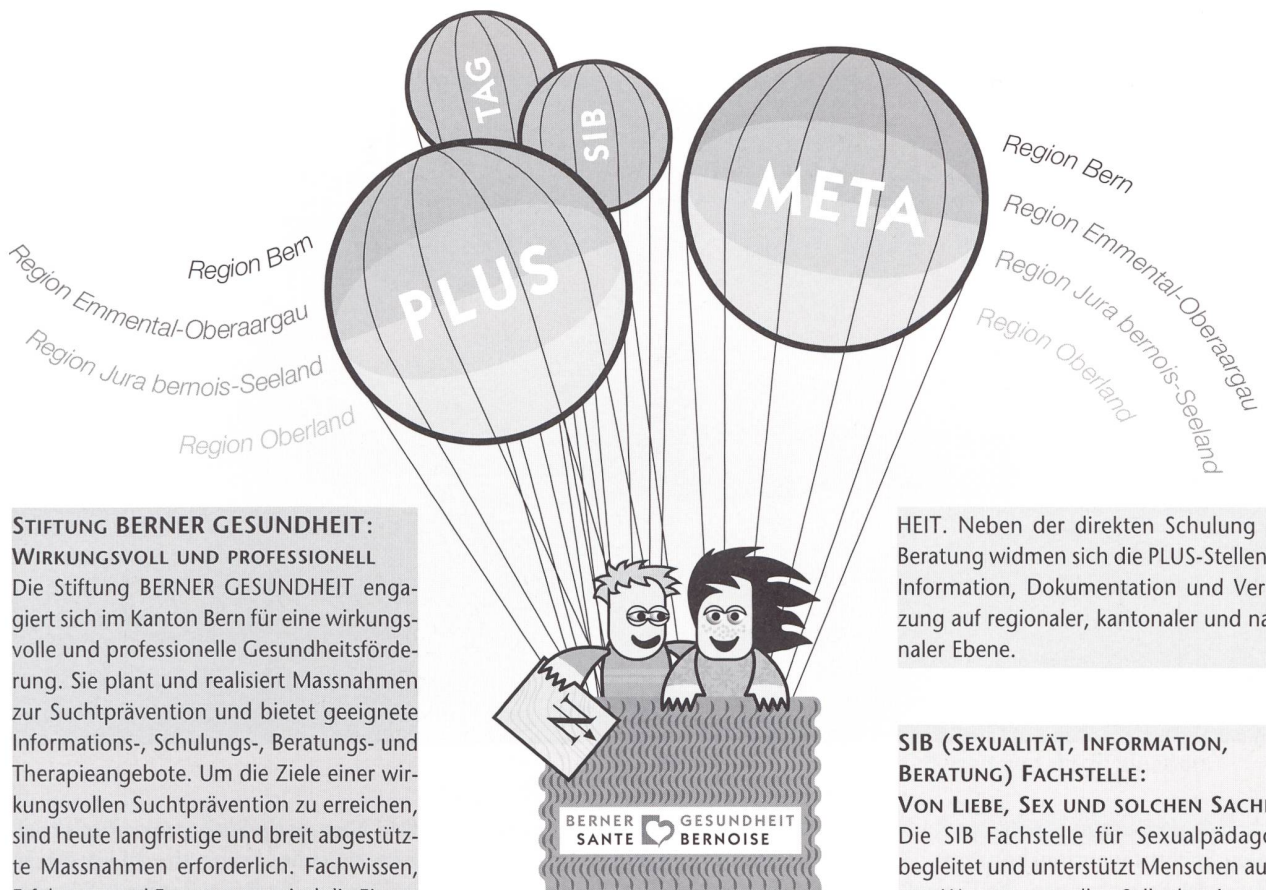 TAG
SIB
PLUS
META
Region Bern
Region Emmental-Oberaargau
Region Jura bernois-Seeland
Region Oberland
Region Bern
Region Emmental-Oberaargau
Region Jura bernois-Seeland
Region Oberland
N
BERNER GESUNDHEIT
SANTE BERNOISE
STIFTUNG BERNER GESUNDHEIT:
WIRKUNGSVOLL UND PROFESSIONELL
Die Stiftung BERNER GESUNDHEIT enga-
giert sich im Kanton Bern für eine wirkungs-
volle und professionelle Gesundheitsförde-
rung. Sie plant und realisiert Massnahmen
zur Suchtprävention und bietet geeignete
Informations-, Schulungs-, Beratungs- und
Therapieangebote. Um die Ziele einer wir-
kungsvollen Suchtprävention zu erreichen,
sind heute langfristige und breit abgestütz-
te Massnahmen erforderlich. Fachwissen,
HEIT. Neben der direkten Schulung
Beratung widmen sich die PLUS-Stellen
Information, Dokumentation und Ver
zung auf regionaler, kantonaler und na
naler Ebene.
SIB (SEXUALITÄT, INFORMATION,
BERATUNG) FACHSTELLE:
VON LIEBE, SEX UND SOLCHEN SACH
Die SIB Fachstelle für Sexualpädago
begleitet und unterstützt Menschen au